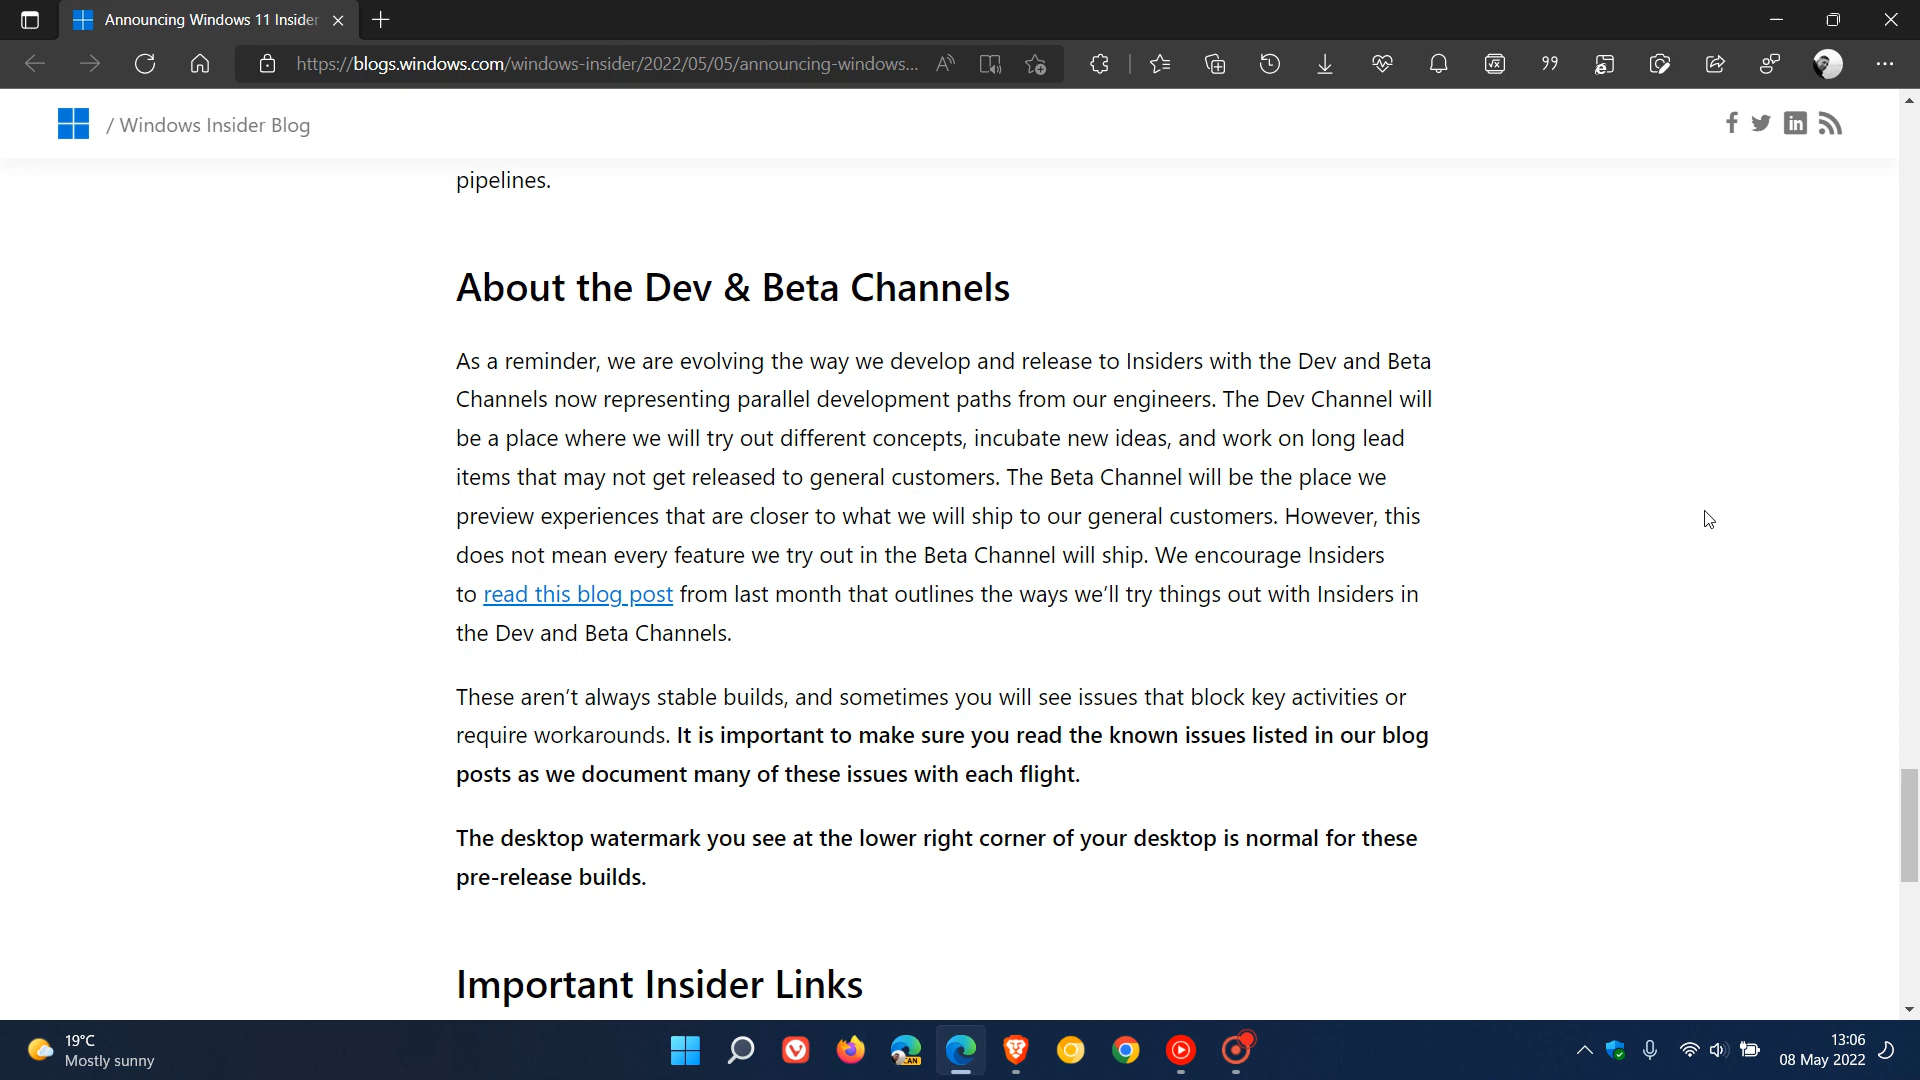 Announcing Windows 11 Insider
https://blogs.windows.com/windows-insider/2022/05/05/announcing-windows...
/ Windows Insider Blog
pipelines.
About the Dev & Beta Channels
As a reminder, we are evolving the way we develop and release to Insiders with the Dev and Beta
Channels now representing parallel development paths from our engineers. The Dev Channel will
be a place where we will try out different concepts, incubate new ideas, and work on long lead
items that may not get released to general customers. The Beta Channel will be the place we
preview experiences that are closer to what we will ship to our general customers. However, this
does not mean every feature we try out in the Beta Channel will ship. We encourage Insiders
to read this blog post from last month that outlines the ways we’ll try things out with Insiders in
the Dev and Beta Channels.
These aren’t always stable builds, and sometimes you will see issues that block key activities or
require workarounds. It is important to make sure you read the known issues listed in our blog
posts as we document many of these issues with each flight.
The desktop watermark you see at the lower right corner of your desktop is normal for these
pre-release builds.
Important Insider Links
19°C
Mostly sunny
CAN
13:06
08 May 2022